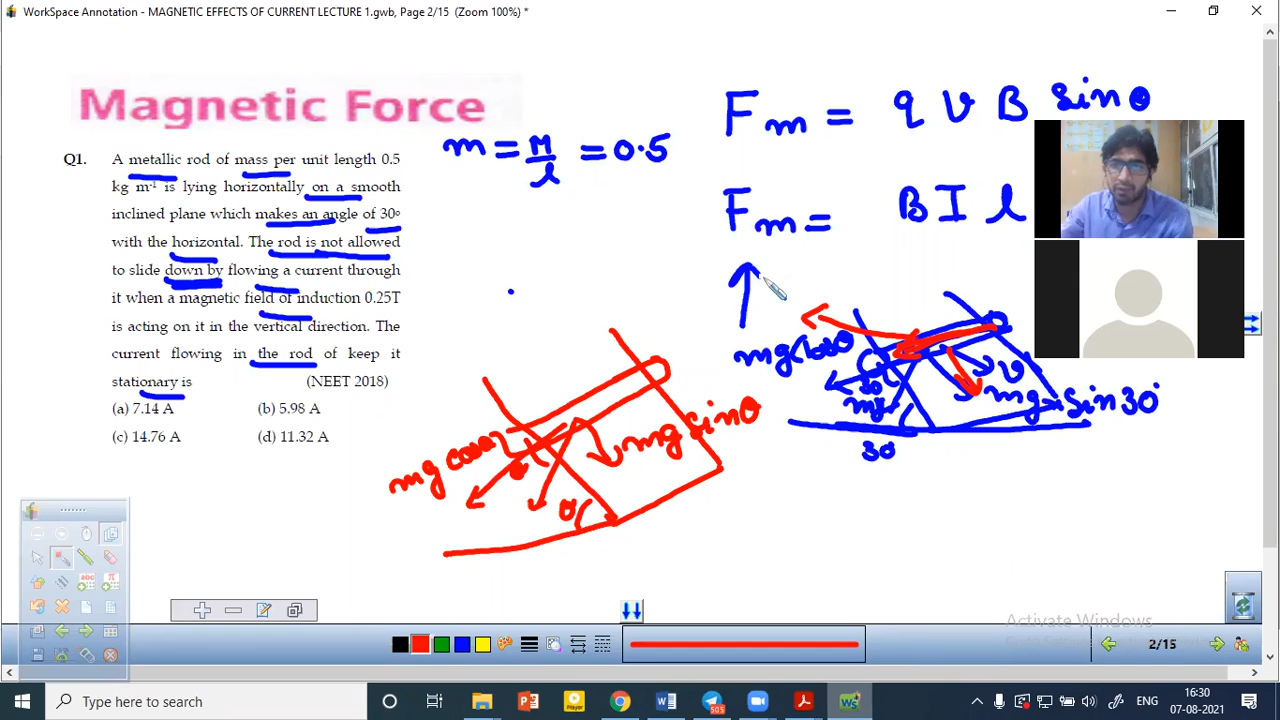 WorkSpace Annotation - MAGNETIC EFFECTS OF CURRENT LECTURE 1.gwb, Page 2/15 (Zoom 100%) *
Magnetic Force
Fm = q V B Sinθ
m = M/l = 0.5
Fm = B I l
Q1. A metallic rod of mass per unit length 0.5
kg m-1 is lying horizontally on a smooth
inclined plane which makes an angle of 30o
with the horizontal. The rod is not allowed
to slide down by flowing a current through
it when a magnetic field of induction 0.25T
is acting on it in the vertical direction. The
current flowing in the rod of keep it
stationary is (NEET 2018)
(a) 7.14 A (b) 5.98 A
(c) 14.76 A (d) 11.32 A
mg Cosθ
30
mg
mg Sin30°
30
mg cosθ
mg sinθ
θ
θ
Activate Windows
2/15
Type here to search
ENG
16:30
07-08-2021